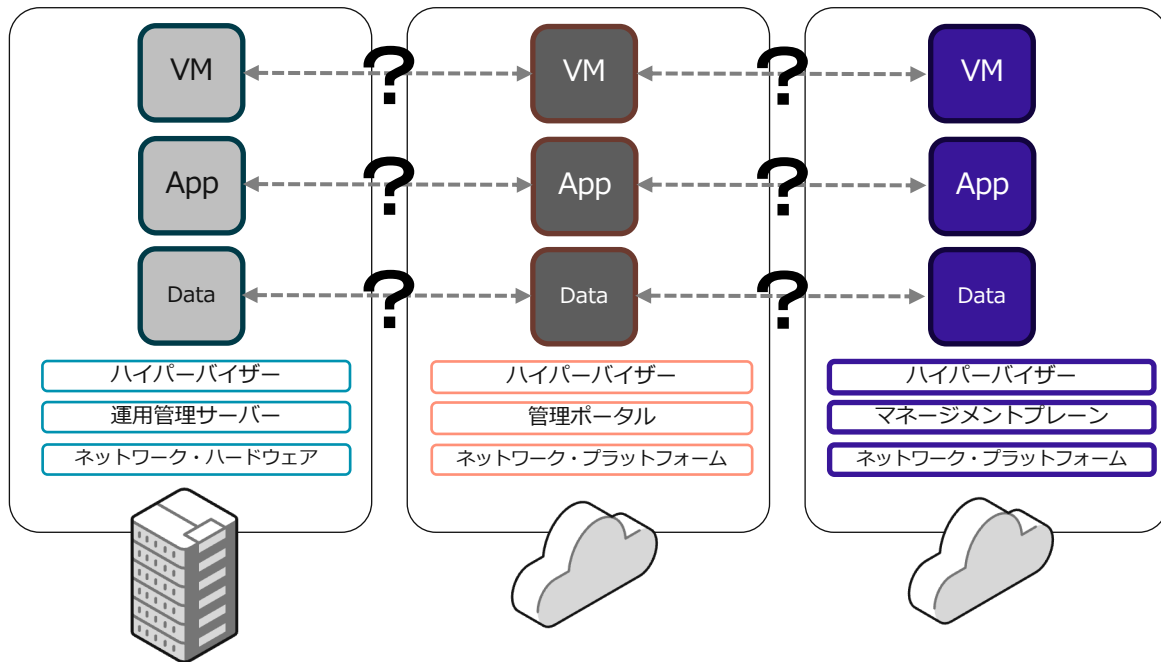 VM
?
VM
?
VM
App
?
App
?
App
Data
?
Data
?
Data
ハイパーバイザー
ハイパーバイザー
ハイパーバイザー
運用管理サーバー
管理ポータル
マネージメントプレーン
ネットワーク・ハードウェア
ネットワーク・プラットフォーム
ネットワーク・プラットフォーム